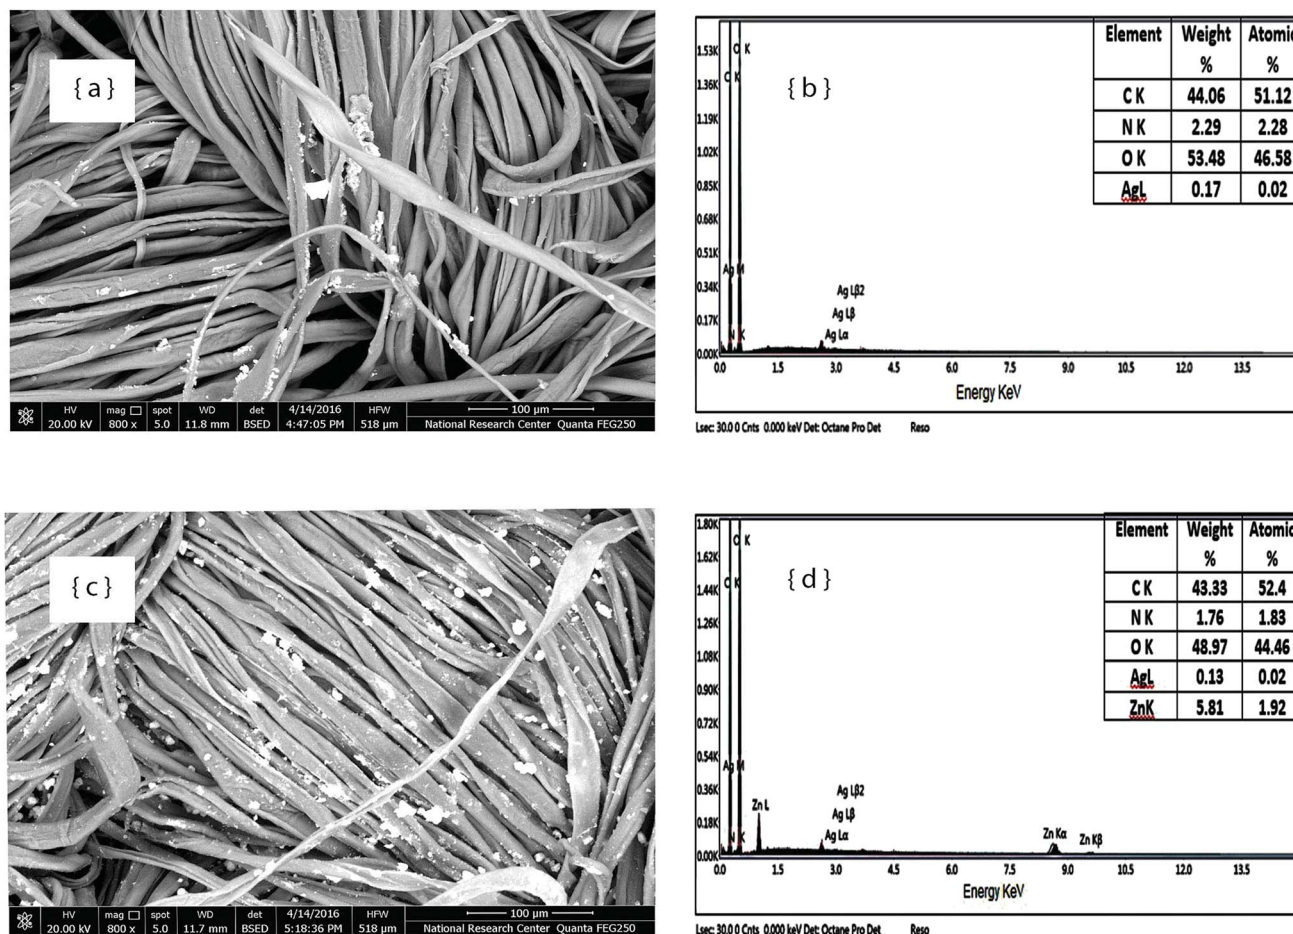 { a }
HV mag □ spot WD det 4/14/2016 HFW 100 µm
20.00 kV 800 x 5.0 11.8 mm BSED 4:47:05 PM 518 µm National Research Center Quanta FEG250
{ b }
Element Weight % Atomic %
C K 44.06 51.12
N K 2.29 2.28
O K 53.48 46.58
AgL 0.17 0.02
1.53K
1.36K
1.19K
1.02K
0.85K
0.68K
0.51K
0.34K
0.17K
0.00K
O K
C K
Ag M
N K
Ag Lβ2
Ag Lβ
Ag Lα
0.0 1.5 3.0 4.5 6.0 7.5 9.0 10.5 12.0 13.5
Energy KeV
Lsec: 30.0 0 Cnts 0.000 keV Det: Octane Pro Det Reso
{ c }
HV mag □ spot WD det 4/14/2016 HFW 100 µm
20.00 kV 800 x 5.0 11.7 mm BSED 5:18:36 PM 518 µm National Research Center Quanta FEG250
{ d }
Element Weight % Atomic %
C K 43.33 52.4
N K 1.76 1.83
O K 48.97 44.46
AgL 0.13 0.02
ZnK 5.81 1.92
1.80K
1.62K
1.44K
1.26K
1.08K
0.90K
0.72K
0.54K
0.36K
0.18K
0.00K
O K
C K
Ag M
N K
Zn L
Ag Lβ2
Ag Lβ
Ag Lα
Zn Kα
Zn Kβ
0.0 1.5 3.0 4.5 6.0 7.5 9.0 10.5 12.0 13.5
Energy KeV
Lsec: 30.0 0 Cnts 0.000 keV Det: Octane Pro Det Reso